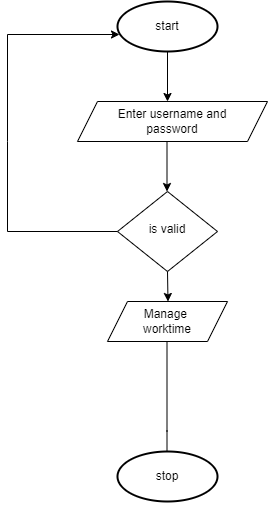 start
Enter username and
password
is valid
Manage
worktime
stop